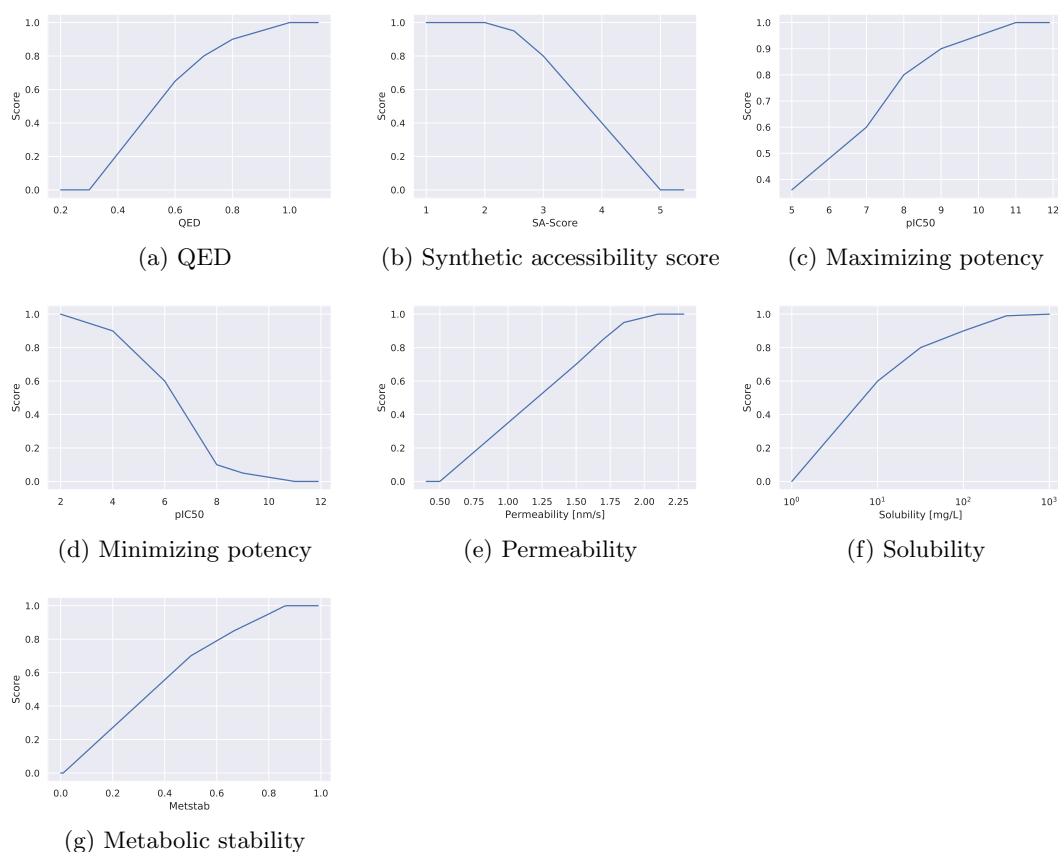 1.0
0.8
0.6
0.4
0.2
0.0
Score
0.2 0.4 0.6 0.8 1.0
QED
(a) QED
1.0
0.8
0.6
0.4
0.2
0.0
Score
1 2 3 4 5
SA-Score
(b) Synthetic accessibility score
1.0
0.9
0.8
0.7
0.6
0.5
0.4
Score
5 6 7 8 9 10 11 12
pIC50
(c) Maximizing potency
1.0
0.8
0.6
0.4
0.2
0.0
Score
2 4 6 8 10 12
pIC50
(d) Minimizing potency
1.0
0.8
0.6
0.4
0.2
0.0
Score
0.50 0.75 1.00 1.25 1.50 1.75 2.00 2.25
Permeability [nm/s]
(e) Permeability
1.0
0.8
0.6
0.4
0.2
0.0
Score
10⁰ 10¹ 10² 10³
Solubility [mg/L]
(f) Solubility
1.0
0.8
0.6
0.4
0.2
0.0
Score
0.0 0.2 0.4 0.6 0.8 1.0
Metstab
(g) Metabolic stability